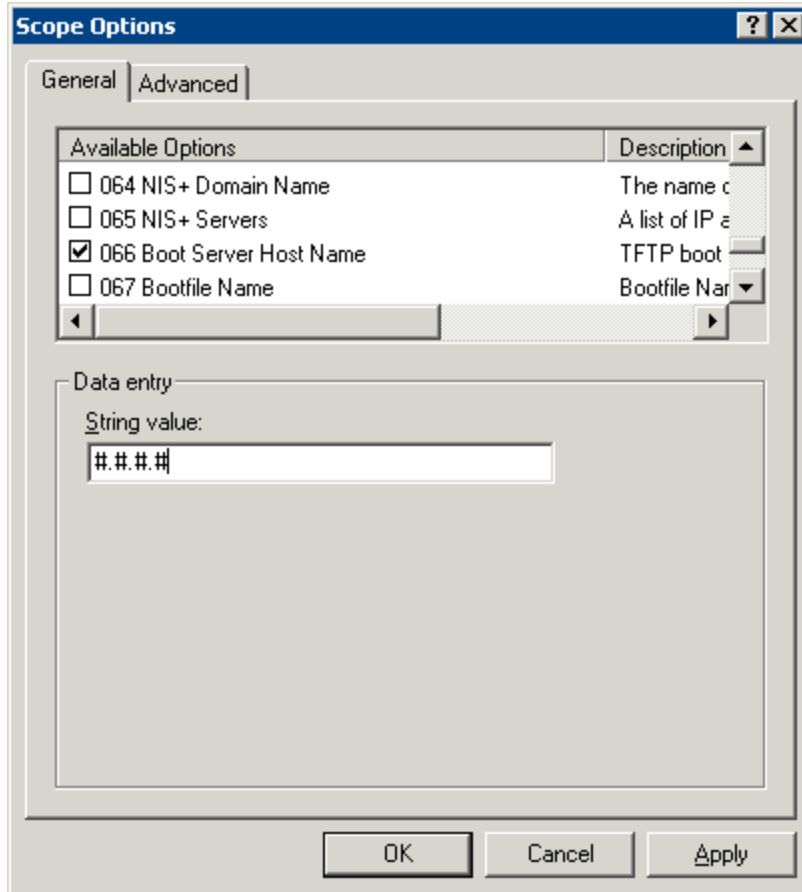 Scope Options
General Advanced
Available Options Description
064 NIS+ Domain Name The name
065 NIS+ Servers A list of IP a
066 Boot Server Host Name TFTP boot
067 Bootfile Name Bootfile Nar
Data entry
String value:
#.#.#.#
OK Cancel Apply